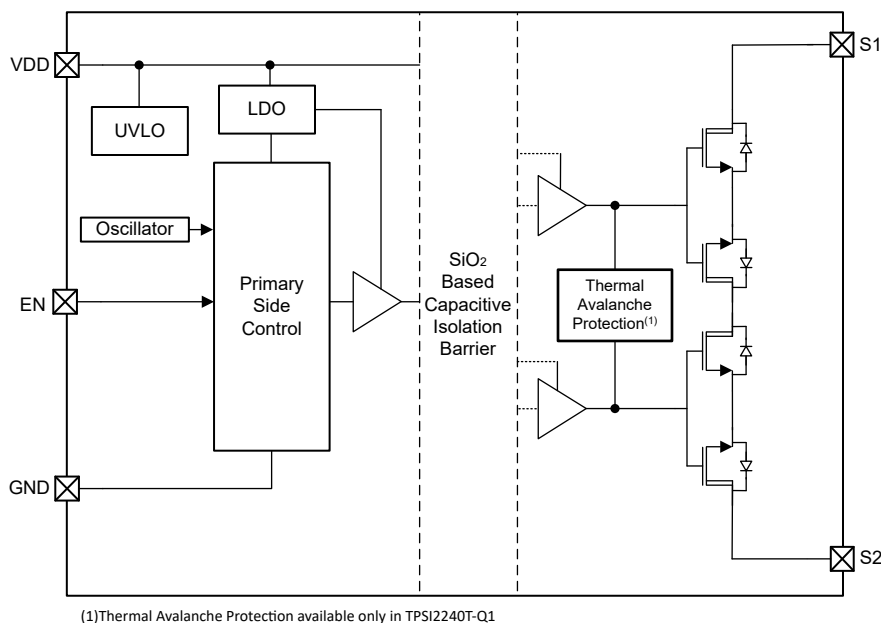 VDD
S1
LDO
UVLO
Oscillator
EN
Primary
Side
Control
SiO₂
Based
Capacitive
Isolation
Barrier
Thermal
Avalanche
Protection⁽¹⁾
GND
S2
(1)Thermal Avalanche Protection available only in TPSI2240T-Q1